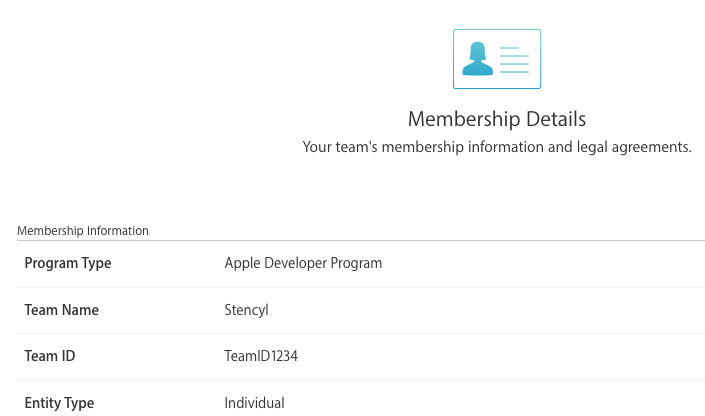 Membership Details
Your team's membership information and legal agreements.
Membership Information
Program Type Apple Developer Program
Team Name Stencyl
Team ID TeamID1234
Entity Type Individual